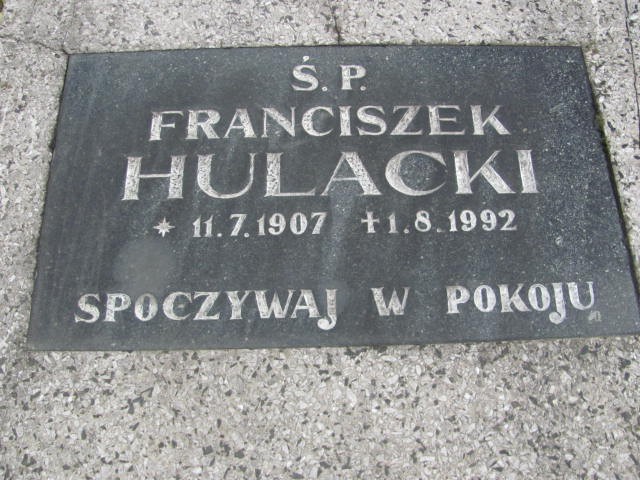 Ś. P.
FRANCISZEK
HULACKI
* 11. 7. 1907 ✝ 1. 8. 1992
SPOCZYWAJ W POKOJU